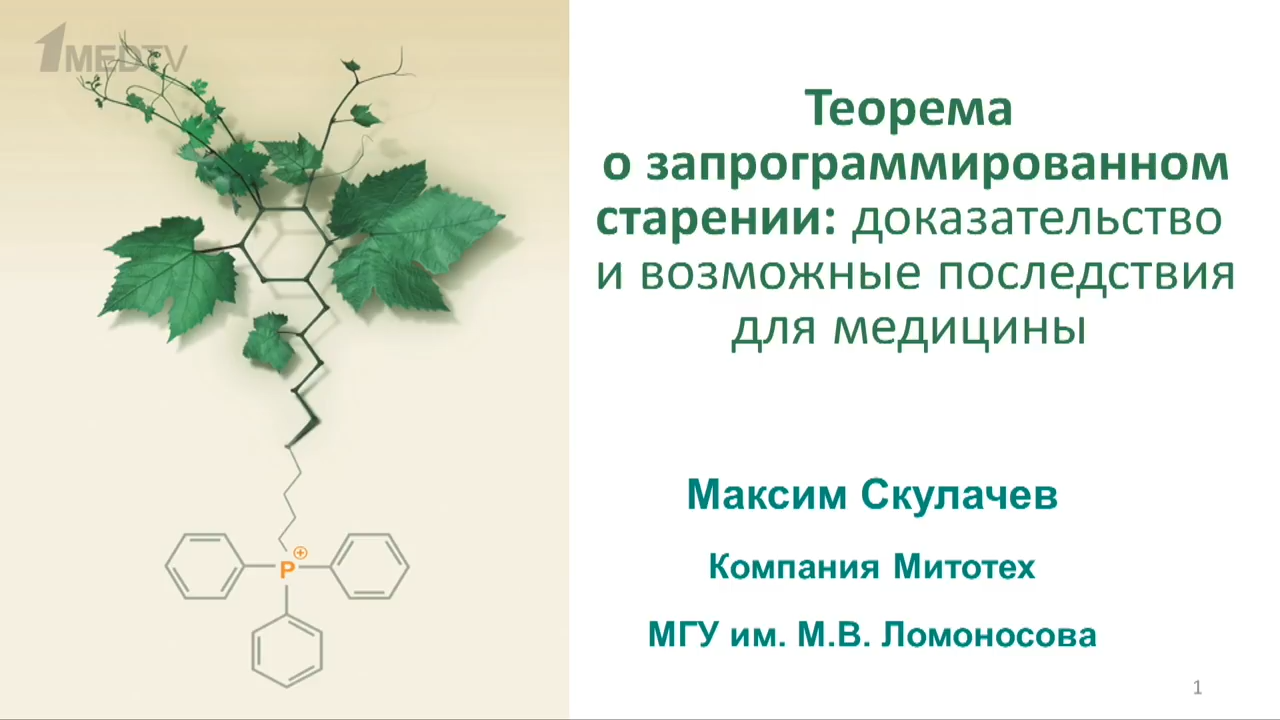 1MEDTV
Теорема
о запрограммированном
старении: доказательство
и возможные последствия
для медицины
Максим Скулачев
Компания Митотех
МГУ им. М.В. Ломоносова
P
+
1